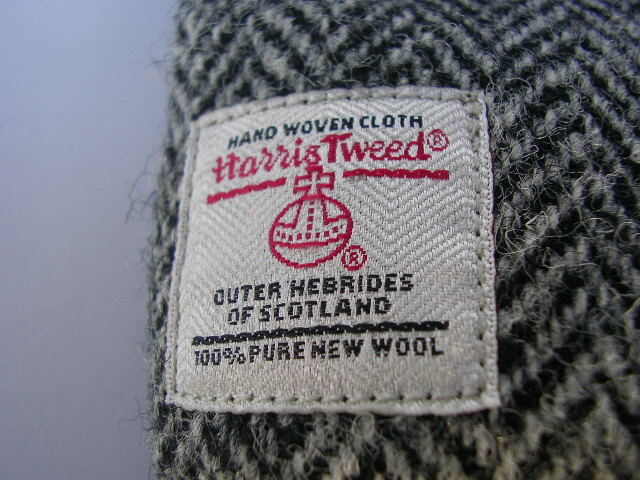 HAND WOVEN CLOTH
Harris Tweed®
®
OUTER HEBRIDES
OF SCOTLAND
100% PURE NEW WOOL